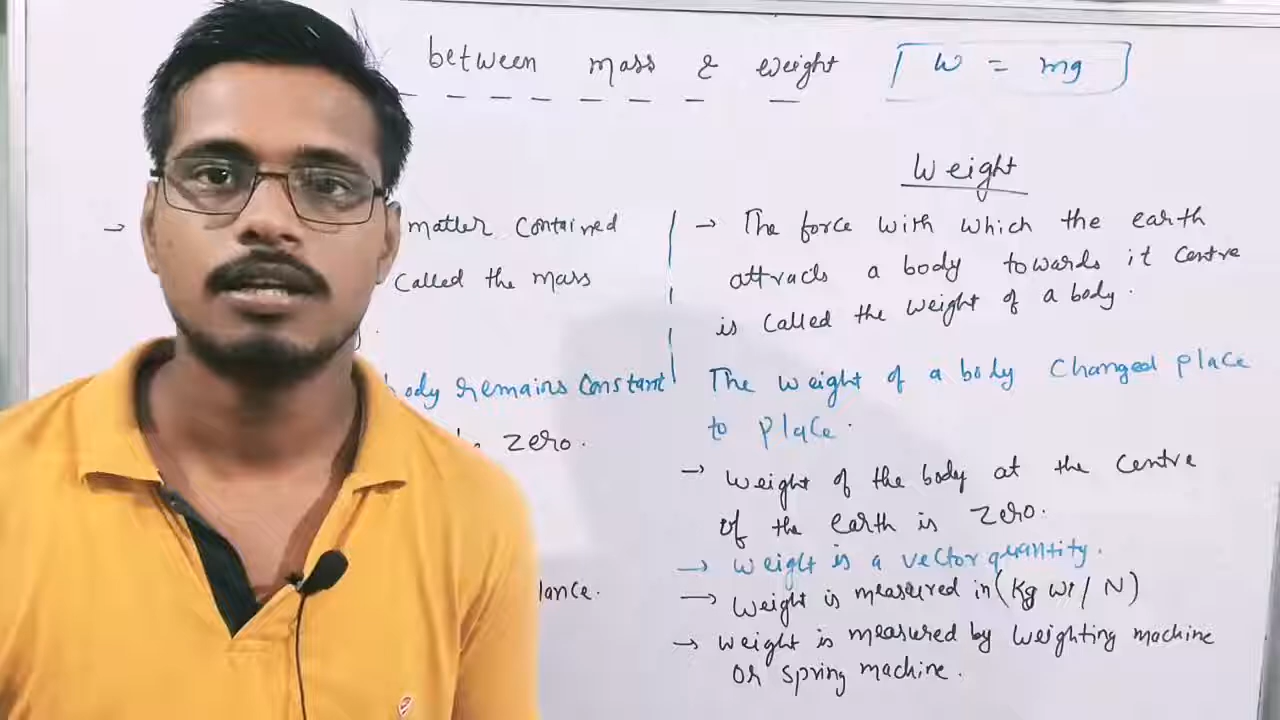 between mass & weight W = mg
Weight
→ matter contained
called the mass
→ The force with which the earth
attracts a body towards it centre
is called the weight of a body.
body remains constant
zero.
The weight of a body changed place
to place.
→ weight of the body at the centre
of the earth is zero.
→ weight is a vector quantity.
→ weight is measured in (Kg wt / N)
→ weight is measured by weighting machine
or spring machine.